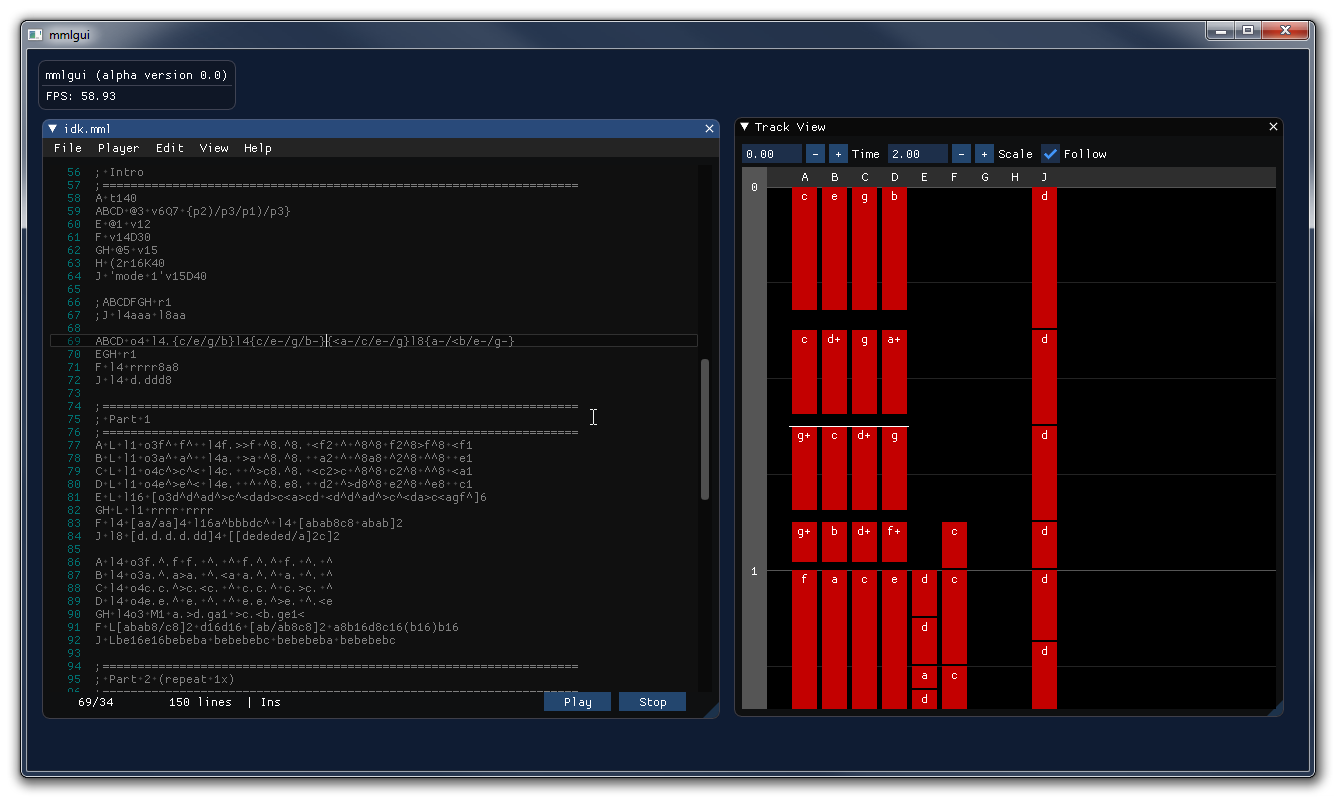 mmlgui
mmlgui (alpha version 0.0)
FPS: 58.93
idk.mml
File Player Edit View Help
56 ; Intro
57 ;====================================================================
58 A t140
59 ABCD @3 v6Q7 {p2)/p3/p1)/p3}
60 E @1 v12
61 F v14D30
62 GH @5 v15
63 H (2r16K40
64 J 'mode 1'v15D40
65
66 ;ABCDFGH r1
67 ;J l4aaa l8aa
68
69 ABCD o4 l4.{c/e/g/b}l4{c/e-/g/b-}{<a-/c/e-/g}l8{a-/<b/e-/g-}
70 EGH r1
71 F l4 rrrr8a8
72 J l4 d.ddd8
73
74 ;====================================================================
75 ; Part 1
76 ;====================================================================
77 A L l1 o3f^ f^  l4f.>>f ^8.^8. <f2 ^ ^8^8 f2^8>f^8 <f1
78 B L l1 o3a^ a^  l4a. >a ^8.^8.  a2 ^ ^8a8 ^2^8 ^^8  e1
79 C L l1 o4c^>c^< l4c.  ^>c8.^8. <c2>c ^8^8 c2^8 ^^8 <a1
80 D L l1 o4e^>e^< l4e.  ^ ^8.e8.  d2 ^>d8^8 e2^8 ^e8  c1
81 E L l16 [o3d^d^ad^>c^<dad>c<a>cd <d^d^ad^>c^<da>c<agf^]6
82 GH L l1 rrrr rrrr
83 F l4 [aa/aa]4 l16a^bbbdc^ l4 [abab8c8 abab]2
84 J l8 [d.d.d.d.dd]4 [[dededed/a]2c]2
85
86 A l4 o3f.^.f f. ^. ^ f.^.^ f. ^. ^
87 B l4 o3a.^.a>a. ^.<a a.^.^ a. ^. ^
88 C l4 o4c.c.^>c.<c. ^ c.c.^ c.>c. ^
89 D l4 o4e.e.^ e. ^. ^ e.e.^>e. ^.<e
90 GH l4o3 M1 a.>d.ga1 >c.<b.ge1<
91 F L[abab8/c8]2 d16d16 [ab/ab8c8]2 a8b16d8c16(b16)b16
92 J Lbe16e16bebeba bebebebc bebebeba bebebebc
93
94 ;====================================================================
95 ; Part 2 (repeat 1x)
96 ;====================================================================
69/34 150 lines | Ins Play Stop
Track View
0.00 - + Time 2.00 - + Scale Follow
A B C D E F G H J
0
c e g b d
c d+ g a+ d
g+ c d+ g d
g+ b d+ f+ c d
1
f a c e d c d
d
d
a c
d